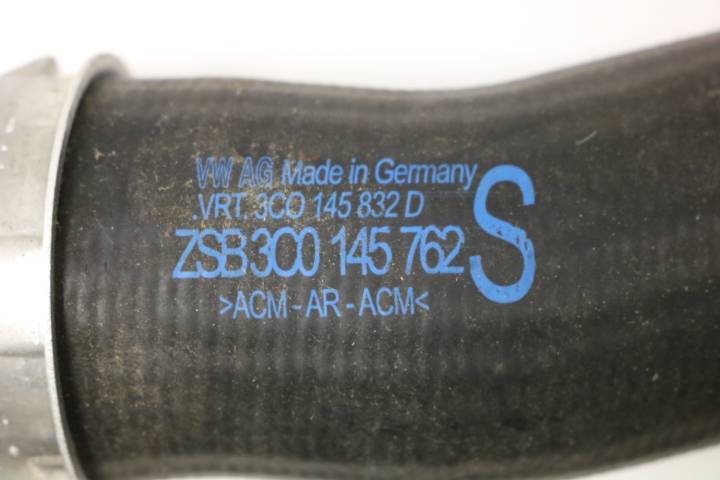 VW AG Made in Germany
.VRT. 3C0 145 832 D
ZSB 3C0 145 762 S
>ACM-AR-ACM<